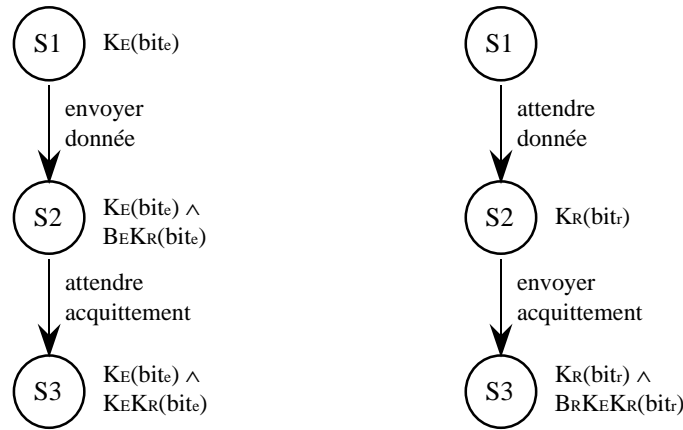 S1 KE(bite)
envoyer
donnée
S2 KE(bite) ∧
BEKR(bite)
attendre
acquittement
S3 KE(bite) ∧
KEKR(bite)
S1
attendre
donnée
S2 KR(bitr)
envoyer
acquittement
S3 KR(bitr) ∧
BRKEKR(bitr)